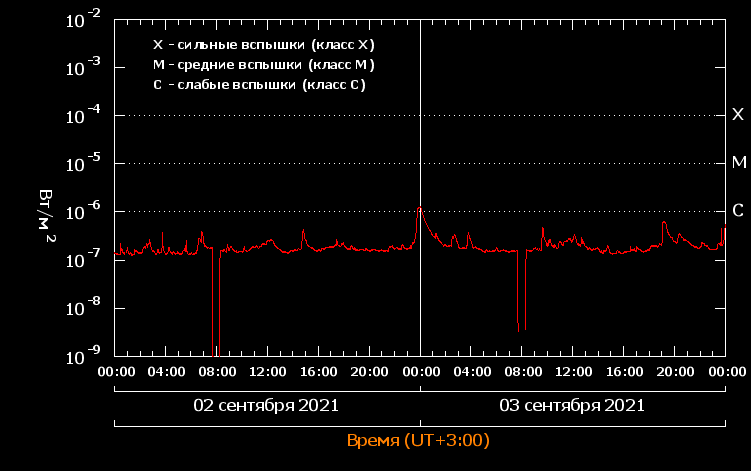 10⁻²
X - сильные вспышки (класс X)
M - средние вспышки (класс M)
C - слабые вспышки (класс C)
10⁻³
10⁻⁴
X
10⁻⁵
M
10⁻⁶
C
Вт/м²
10⁻⁷
10⁻⁸
10⁻⁹
00:00 04:00 08:00 12:00 16:00 20:00 00:00 04:00 08:00 12:00 16:00 20:00 00:00
02 сентября 2021 03 сентября 2021
Время (UT+3:00)